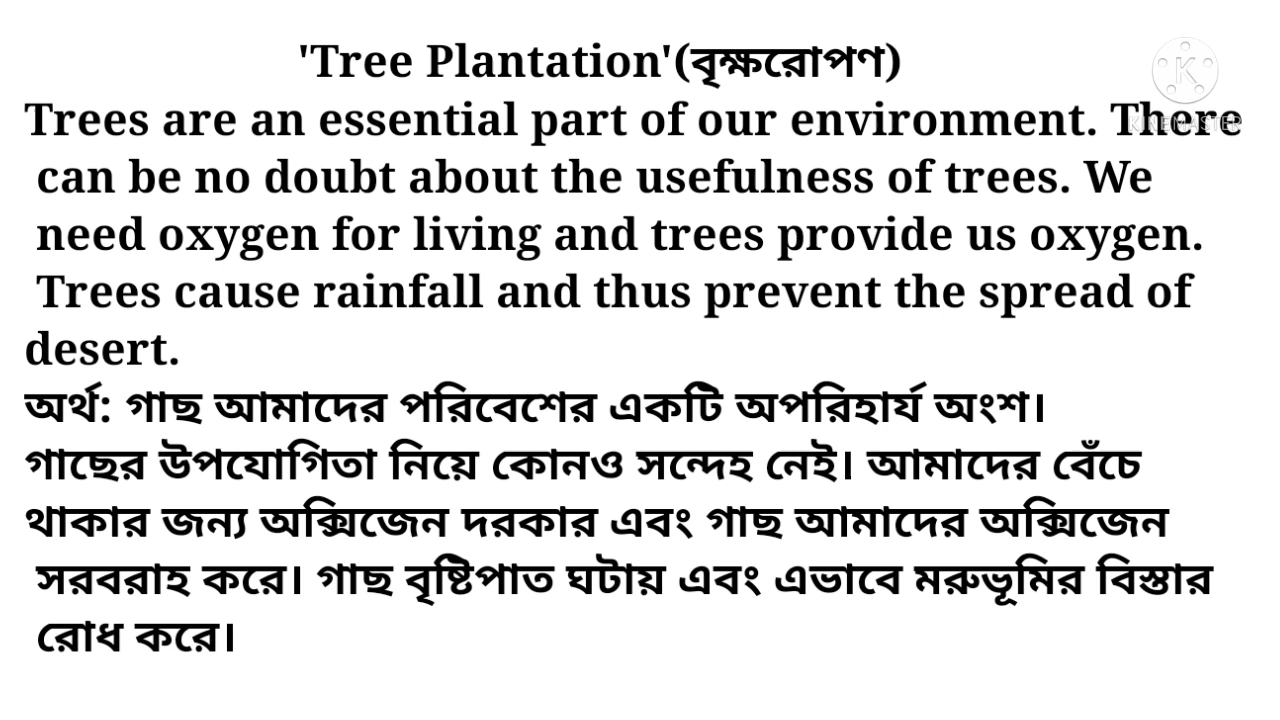 'Tree Plantation'(বৃক্ষরোপণ)
Trees are an essential part of our environment. There
can be no doubt about the usefulness of trees. We
need oxygen for living and trees provide us oxygen.
Trees cause rainfall and thus prevent the spread of
desert.
অর্থ: গাছ আমাদের পরিবেশের একটি অপরিহার্য অংশ।
গাছের উপযোগিতা নিয়ে কোনও সন্দেহ নেই। আমাদের বেঁচে
থাকার জন্য অক্সিজেন দরকার এবং গাছ আমাদের অক্সিজেন
সরবরাহ করে। গাছ বৃষ্টিপাত ঘটায় এবং এভাবে মরুভূমির বিস্তার
রোধ করে।
K
KINEMASTER